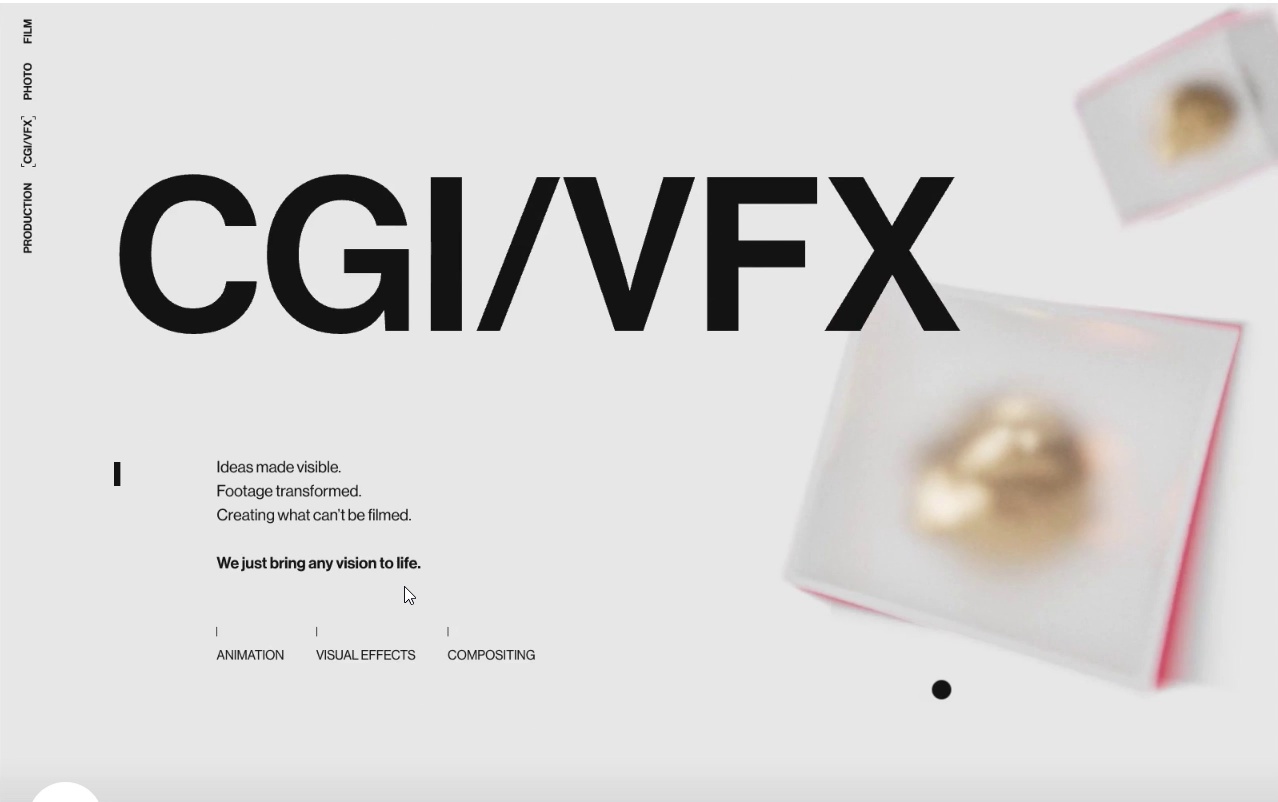 FILM
PHOTO
CGI/VFX
PRODUCTION
CGI/VFX
Ideas made visible.
Footage transformed.
Creating what can't be filmed.
We just bring any vision to life.
ANIMATION
VISUAL EFFECTS
COMPOSITING